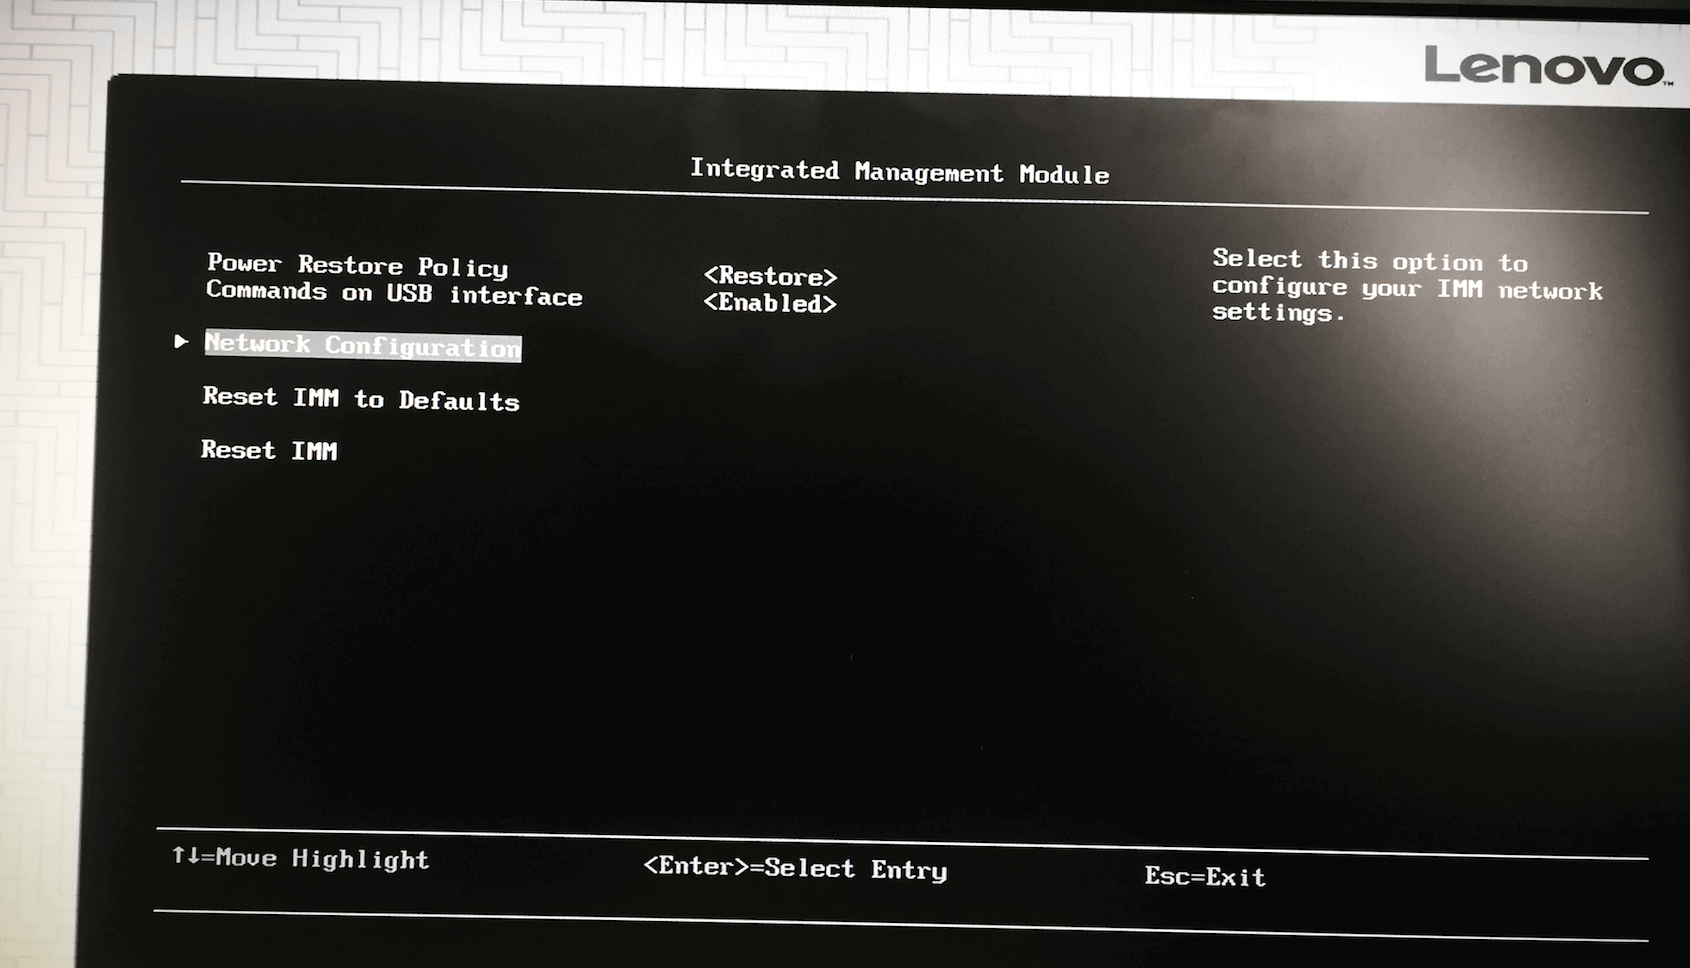 Lenovo™
Integrated Management Module
Power Restore Policy <Restore>
Commands on USB interface <Enabled>
► Network Configuration
Reset IMM to Defaults
Reset IMM
Select this option to
configure your IMM network
settings.
↑↓=Move Highlight <Enter>=Select Entry Esc=Exit